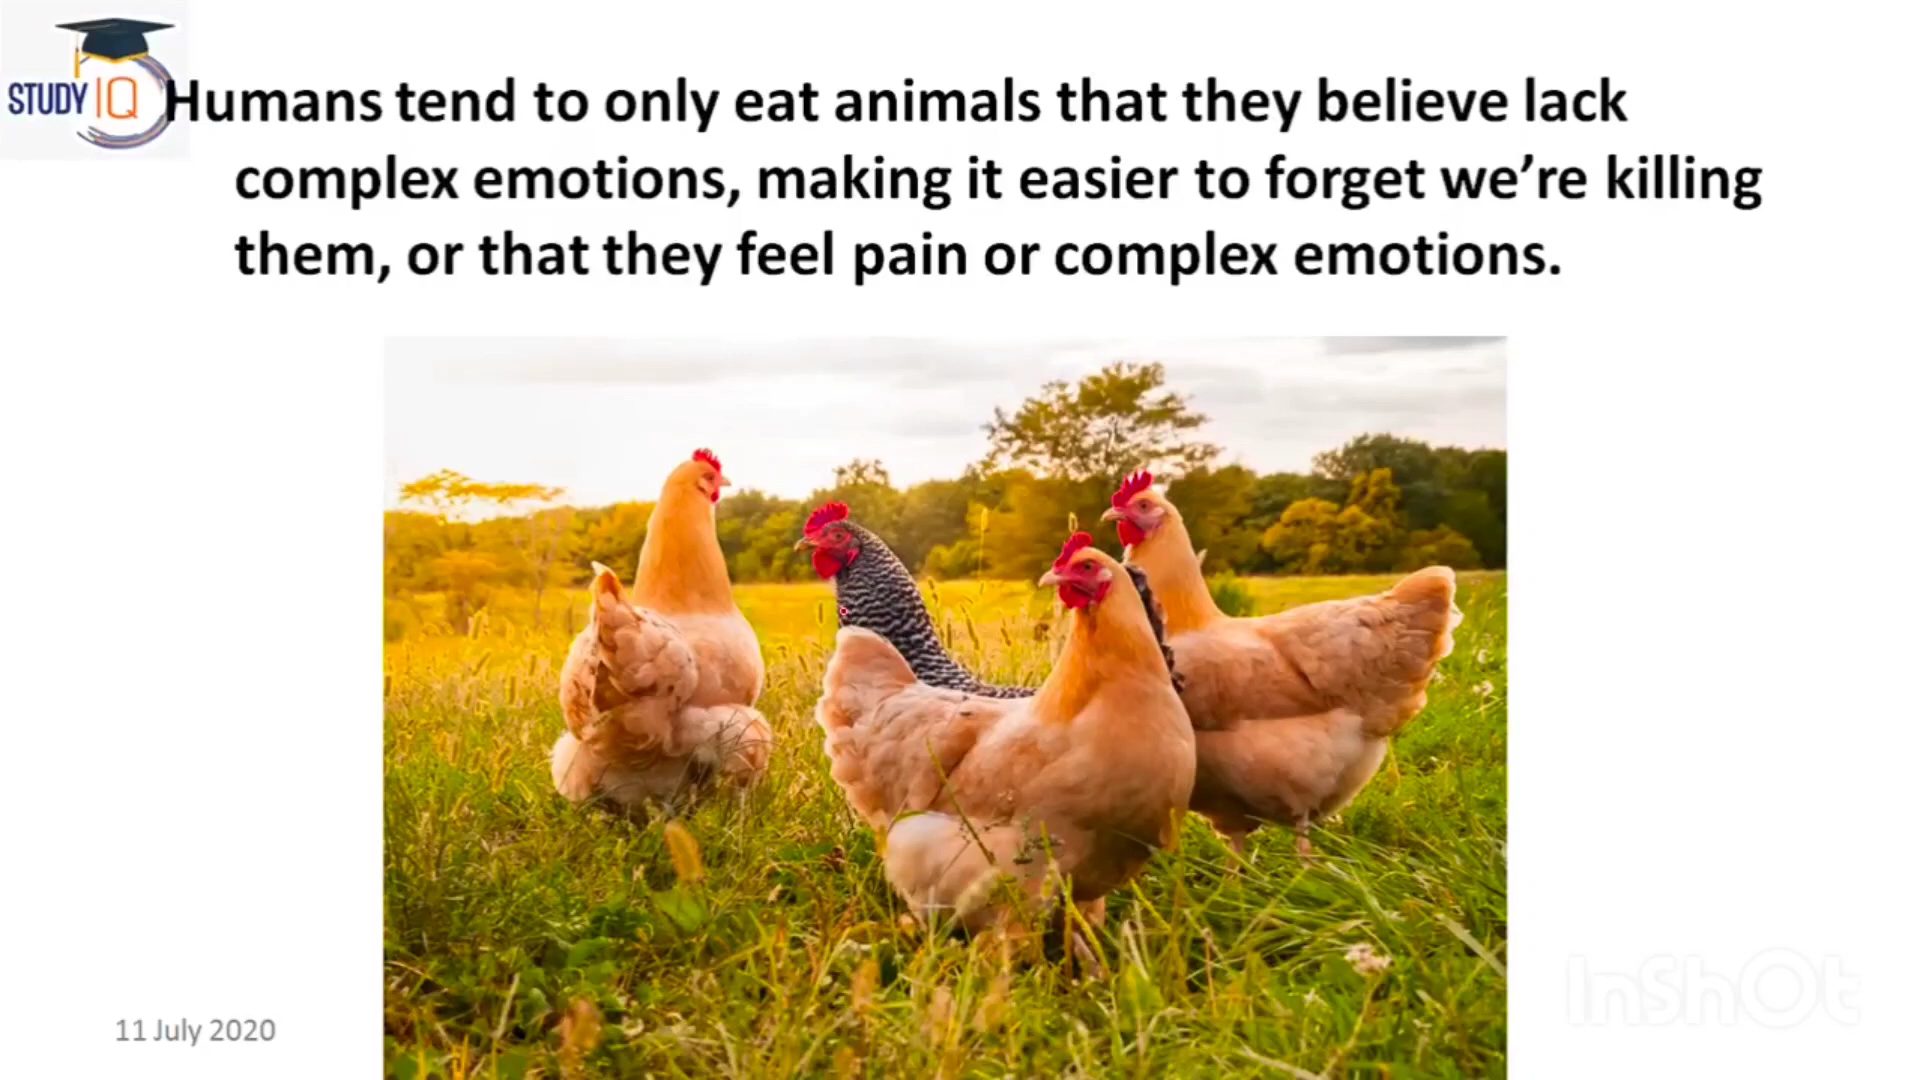 STUDY IQ
Humans tend to only eat animals that they believe lack
complex emotions, making it easier to forget we’re killing
them, or that they feel pain or complex emotions.
11 July 2020
InShOt